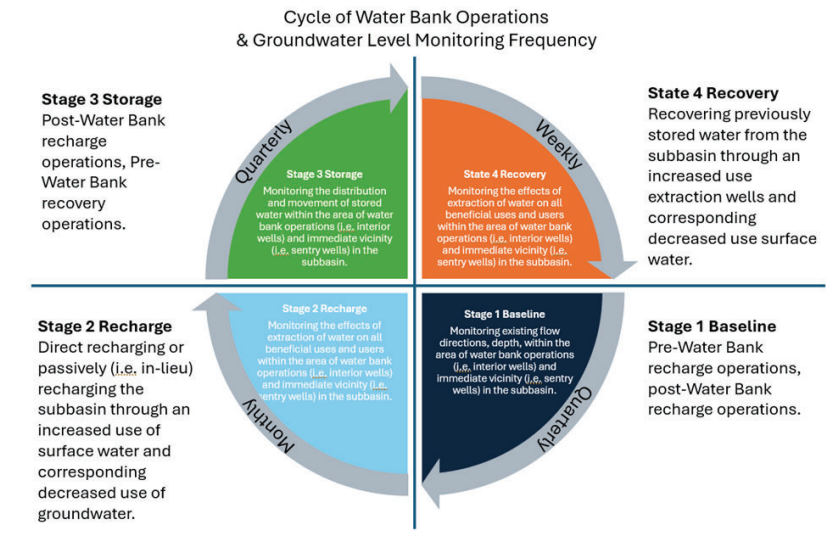 Cycle of Water Bank Operations
& Groundwater Level Monitoring Frequency
Stage 3 Storage
Post-Water Bank
recharge
operations, Pre-
Water Bank
recovery
operations.
Quarterly
Stage 3 Storage
Monitoring the distribution
and movement of stored
water within the area of water
bank operations (i.e. interior
wells) and immediate vicinity
(i.e. sentry wells) in the
subbasin.
Weekly
State 4 Recovery
Monitoring the effects of
extraction of water on all
beneficial uses and users
within the area of water bank
operations (i.e. interior wells)
and immediate vicinity (i.e.
sentry wells) in the subbasin.
State 4 Recovery
Recovering previously
stored water from the
subbasin through an
increased use
extraction wells and
corresponding
decreased use surface
water.
Stage 2 Recharge
Direct recharging or
passively (i.e. in-lieu)
recharging the
subbasin through an
increased use of
surface water and
corresponding
decreased use of
groundwater.
Stage 2 Recharge
Monitoring the effects of
extraction of water on all
beneficial uses and users
within the area of water bank
operations (i.e. interior wells)
and immediate vicinity (i.e.
sentry wells) in the subbasin.
Monthly
Stage 1 Baseline
Monitoring existing flow
directions, depth, within the
area of water bank operations
(i.e. interior wells) and
immediate vicinity (i.e. sentry
wells) in the subbasin.
Quarterly
Stage 1 Baseline
Pre-Water Bank
recharge operations,
post-Water Bank
recharge operations.